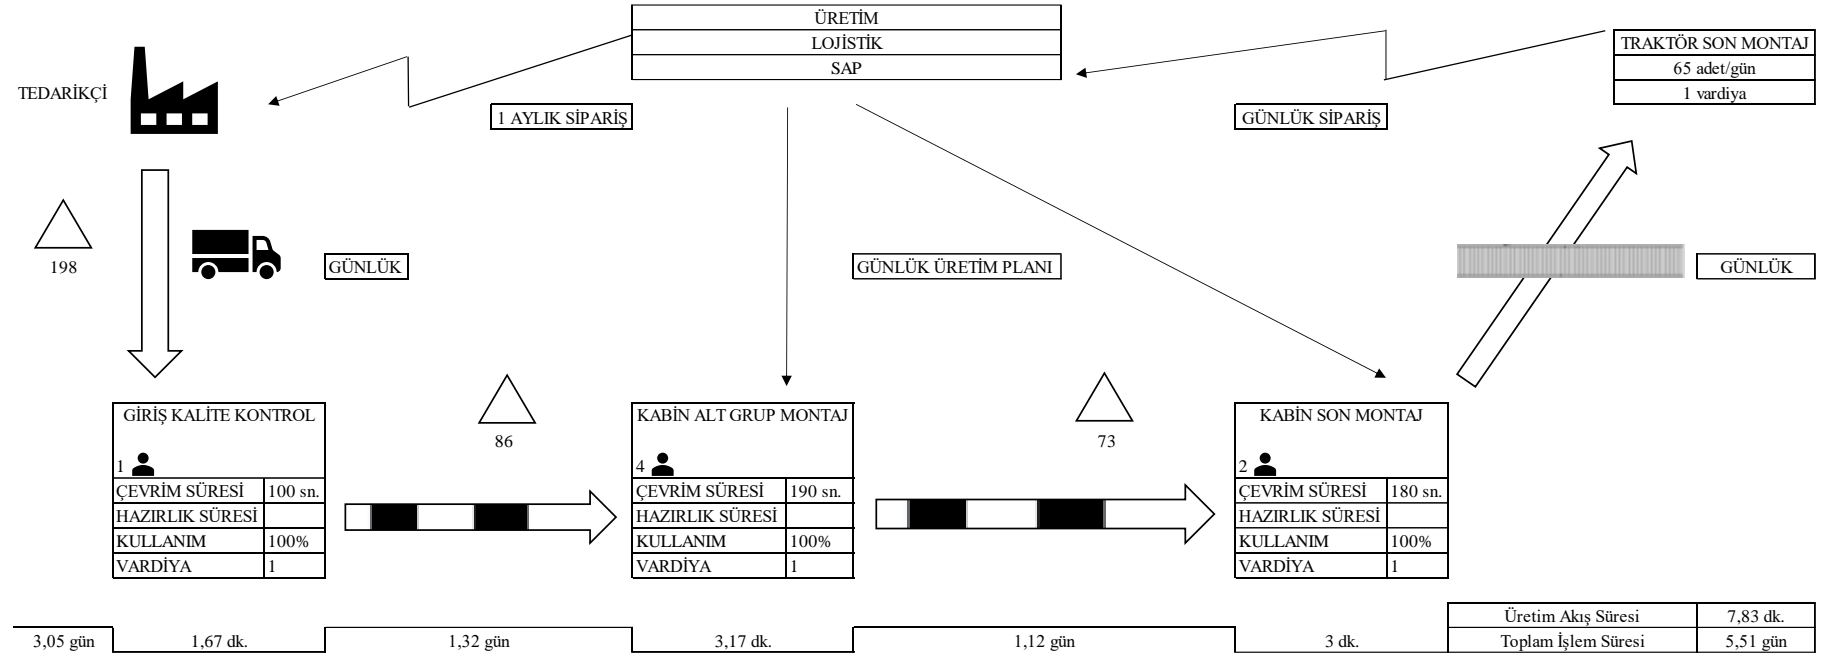 ÜRETİM
LOJİSTİK
SAP
TRAKTÖR SON MONTAJ
65 adet/gün
1 vardiya
TEDARİKÇİ
1 AYLIK SİPARİŞ
GÜNLÜK SİPARİŞ
198
GÜNLÜK
GÜNLÜK ÜRETİM PLANI
GÜNLÜK
86
73
GİRİŞ KALİTE KONTROL
1
ÇEVRİM SÜRESİ 100 sn.
HAZIRLIK SÜRESİ
KULLANIM 100%
VARDİYA 1
KABİN ALT GRUP MONTAJ
4
ÇEVRİM SÜRESİ 190 sn.
HAZIRLIK SÜRESİ
KULLANIM 100%
VARDİYA 1
KABİN SON MONTAJ
2
ÇEVRİM SÜRESİ 180 sn.
HAZIRLIK SÜRESİ
KULLANIM 100%
VARDİYA 1
Üretim Akış Süresi 7,83 dk.
3,05 gün 1,67 dk. 1,32 gün 3,17 dk. 1,12 gün 3 dk. Toplam İşlem Süresi 5,51 gün